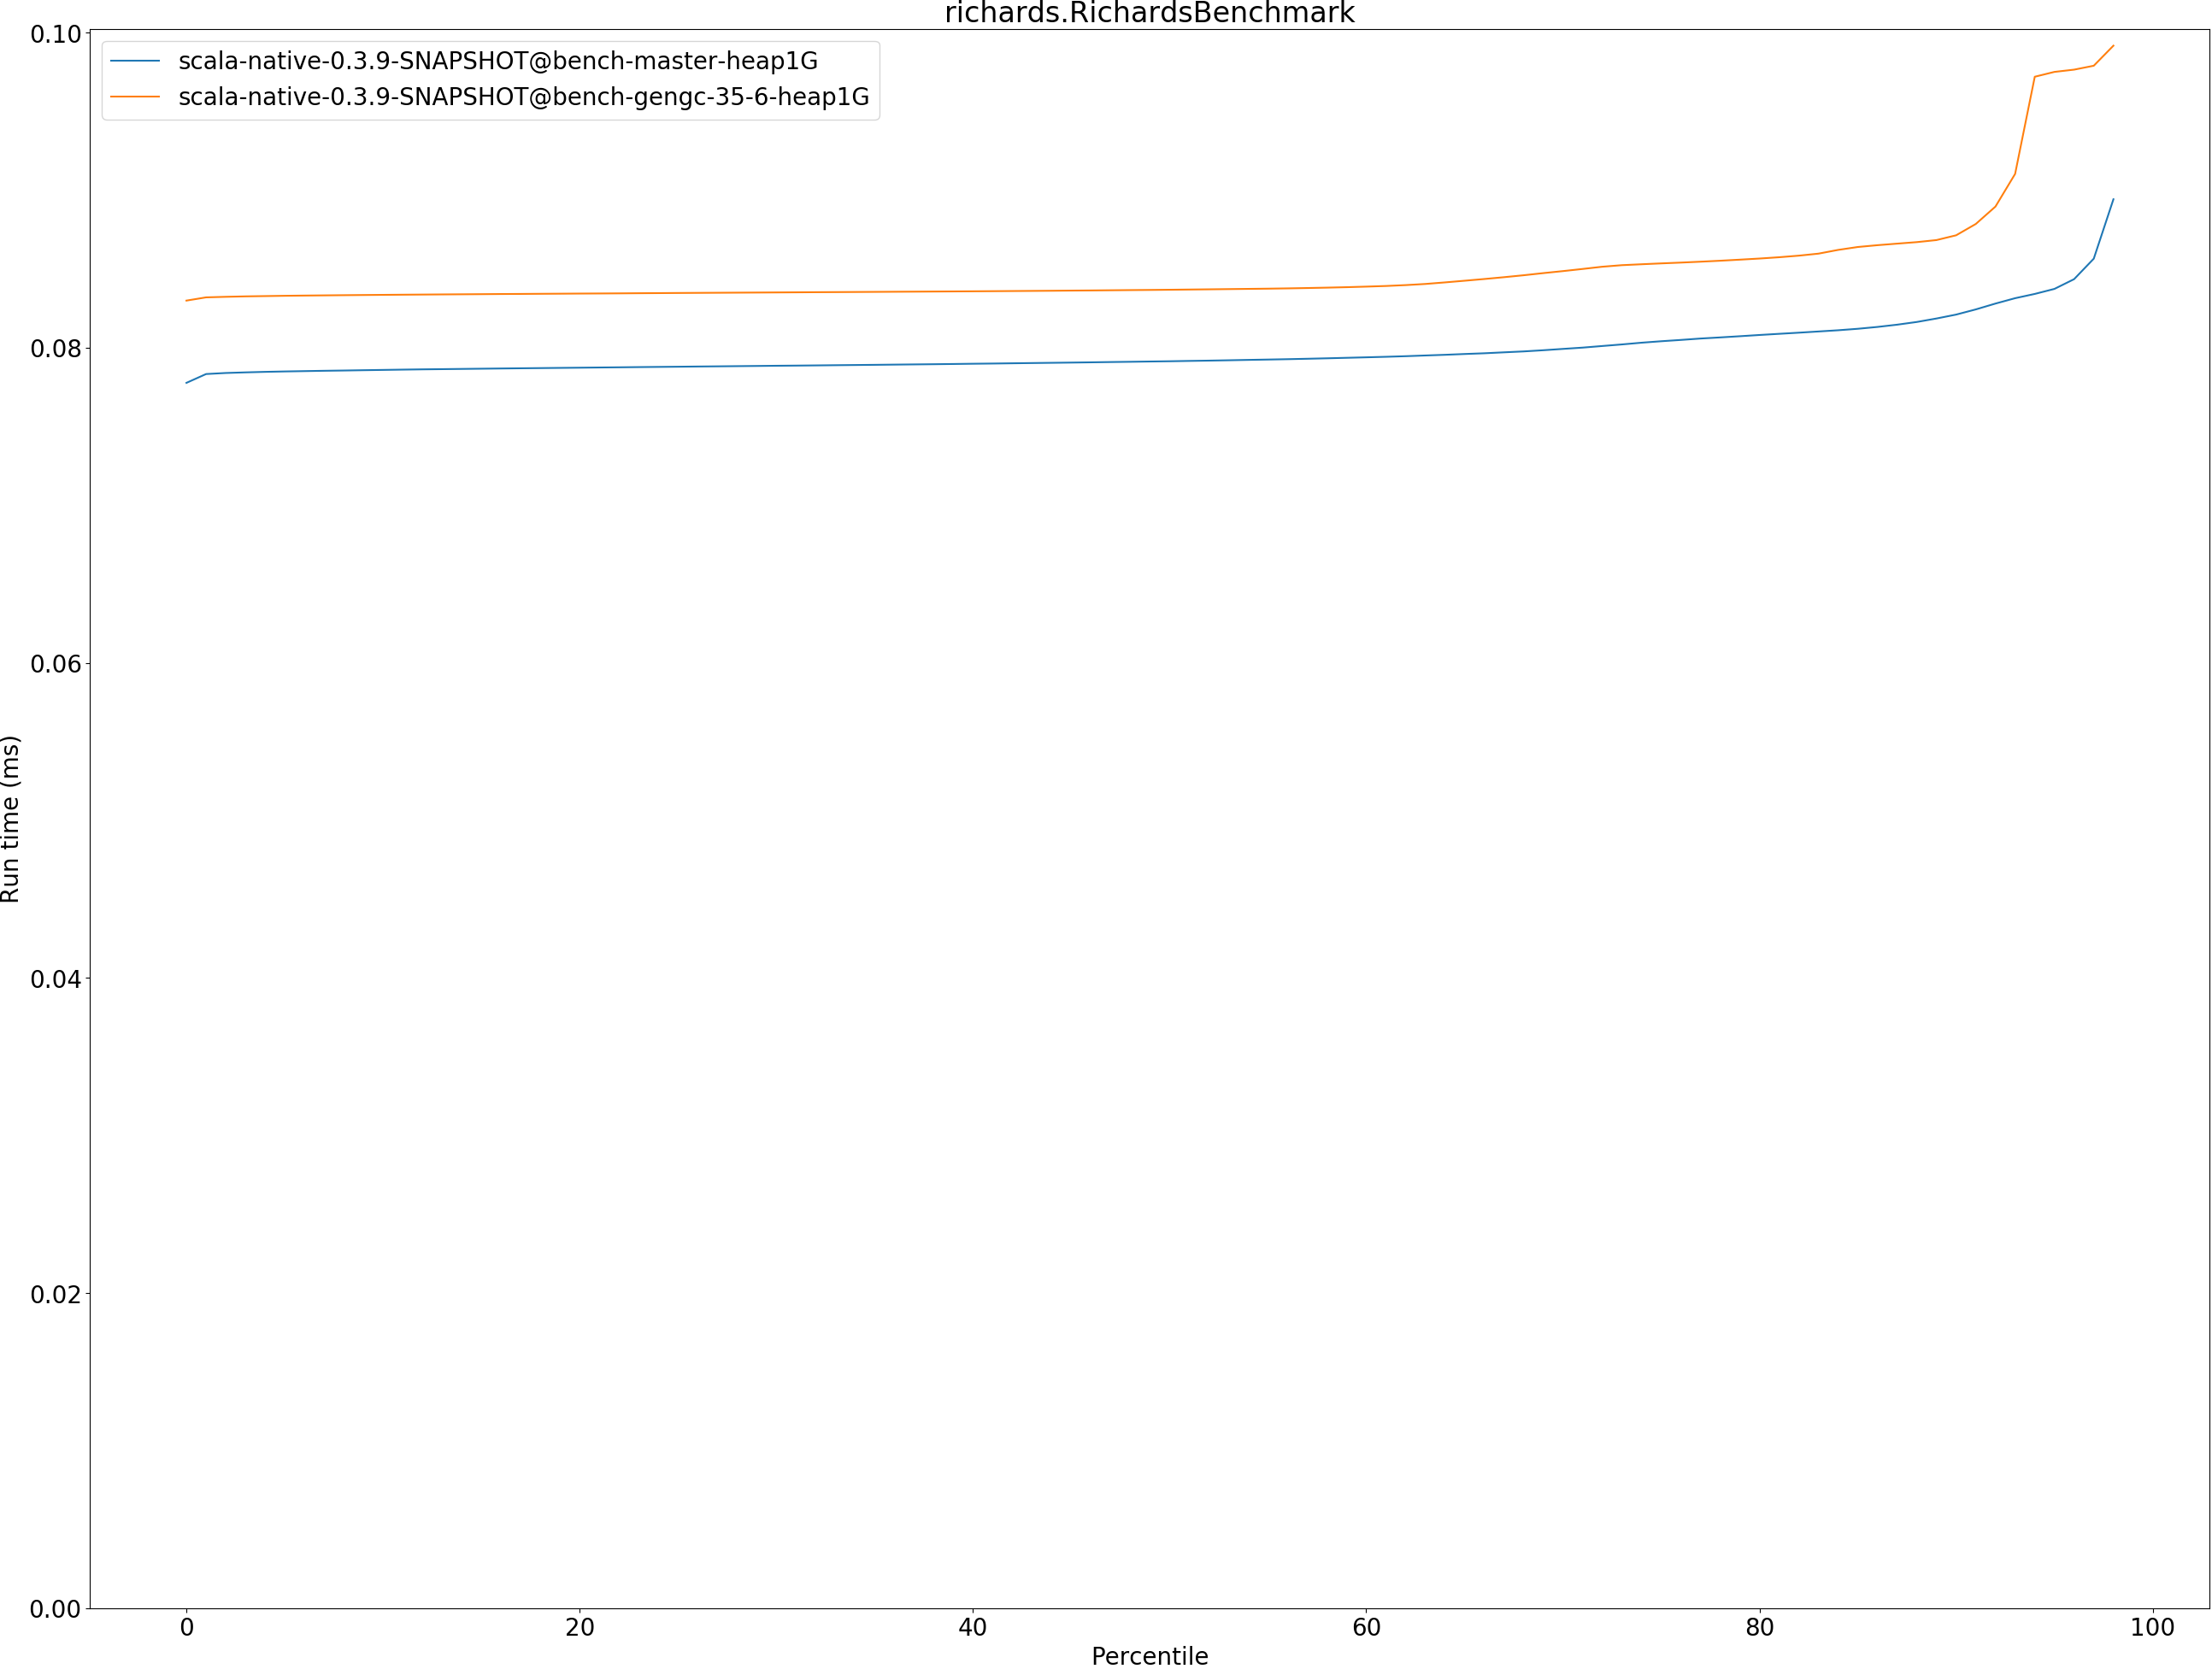 richards.RichardsBenchmark
scala-native-0.3.9-SNAPSHOT@bench-master-heap1G
scala-native-0.3.9-SNAPSHOT@bench-gengc-35-6-heap1G
0.10
0.08
0.06
0.04
0.02
0.00
Run time (ms)
0 20 40 60 80 100
Percentile